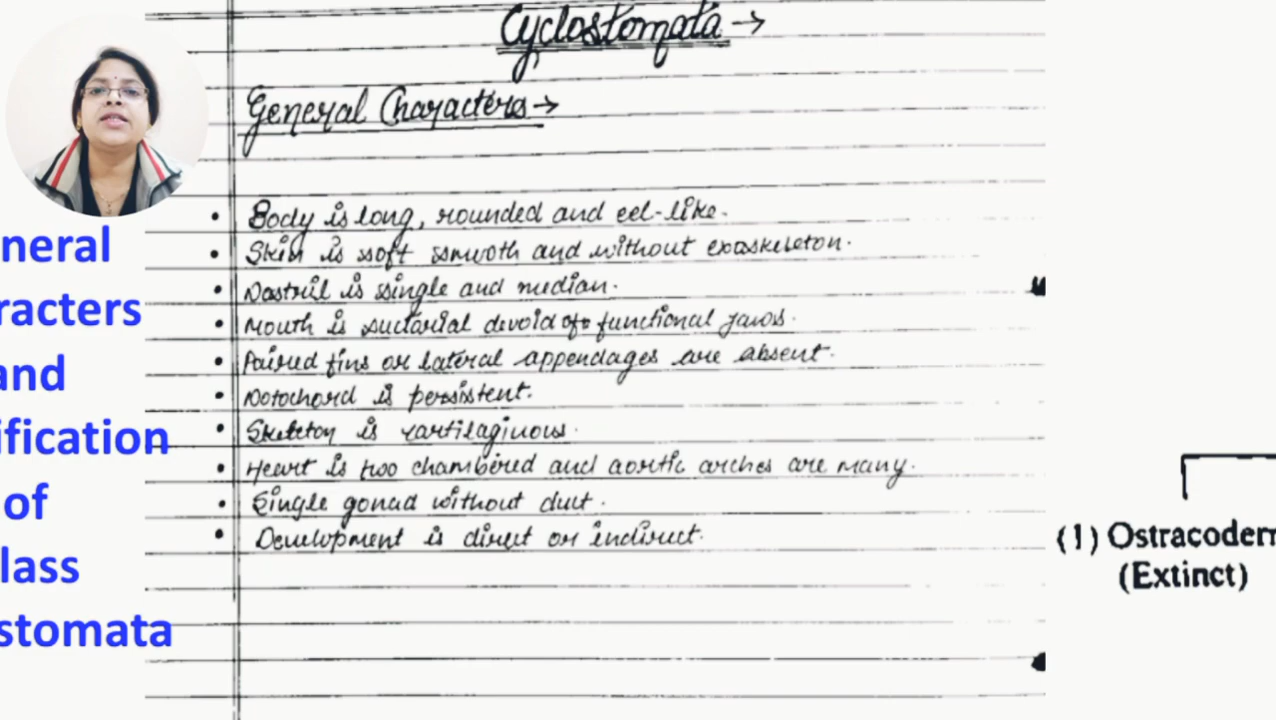 Cyclostomata →
General Characters →
• Body is long, rounded and eel-like.
• Skin is soft smooth and without exoskeleton.
• Nostril is single and median.
• Mouth is suctorial devoid of functional jaws.
• Paired fins or lateral appendages are absent.
• Notochord is persistent.
• Skeleton is cartilaginous.
• Heart is two chambered and aortic arches are many.
• Single gonad without duct.
• Development is direct or indirect.
neral
racters
and
ification
of
lass
stomata
(1) Ostracoderm
(Extinct)